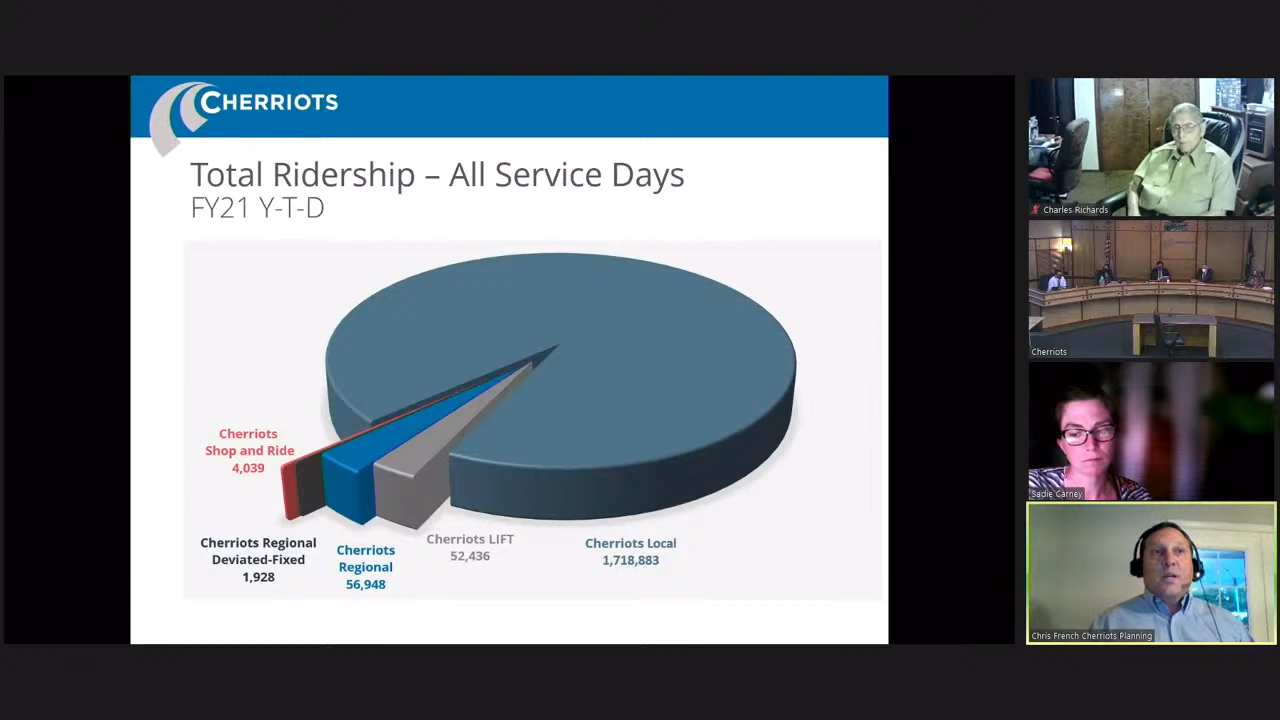 CHERRIOTS
Total Ridership – All Service Days
FY21 Y-T-D
Cherriots
Shop and Ride
4,039
Cherriots Regional
Deviated-Fixed
1,928
Cherriots
Regional
56,948
Cherriots LIFT
52,436
Cherriots Local
1,718,883
Charles Richards
Cherriots
Sadie Carney
Chris French Cherriots Planning